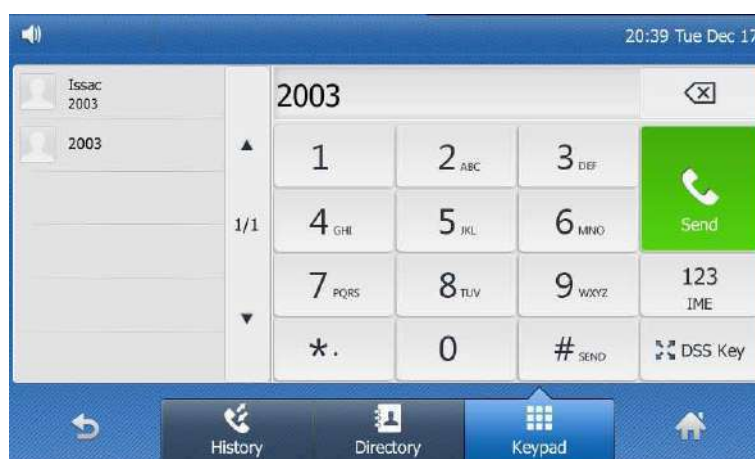 20:39 Tue Dec 17
Issac
2003
2003
2003
1
2 ABC
3 DEF
Send
1/1
4 GHI
5 JKL
6 MNO
7 PQRS
8 TUV
9 WXYZ
123
IME
*.
0
# SEND
DSS Key
History
Directory
Keypad